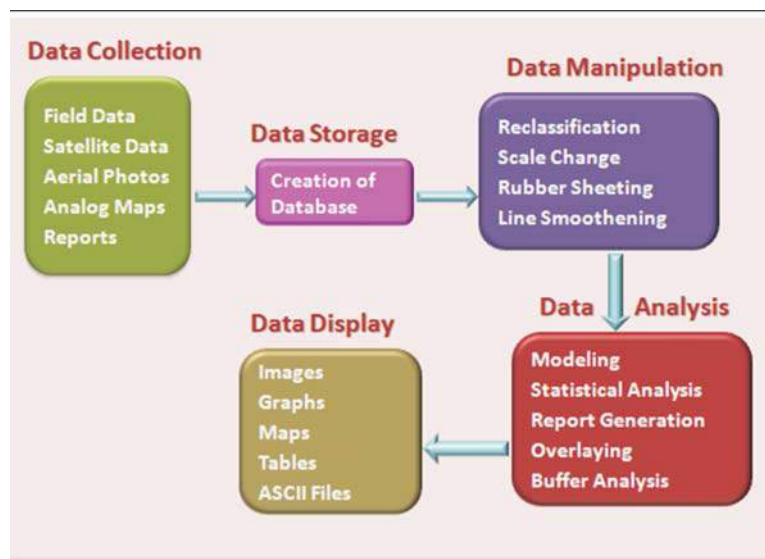 Data Collection
Field Data
Satellite Data
Aerial Photos
Analog Maps
Reports
Data Storage
Creation of
Database
Data Manipulation
Reclassification
Scale Change
Rubber Sheeting
Line Smoothening
Data Analysis
Modeling
Statistical Analysis
Report Generation
Overlaying
Buffer Analysis
Data Display
Images
Graphs
Maps
Tables
ASCII Files